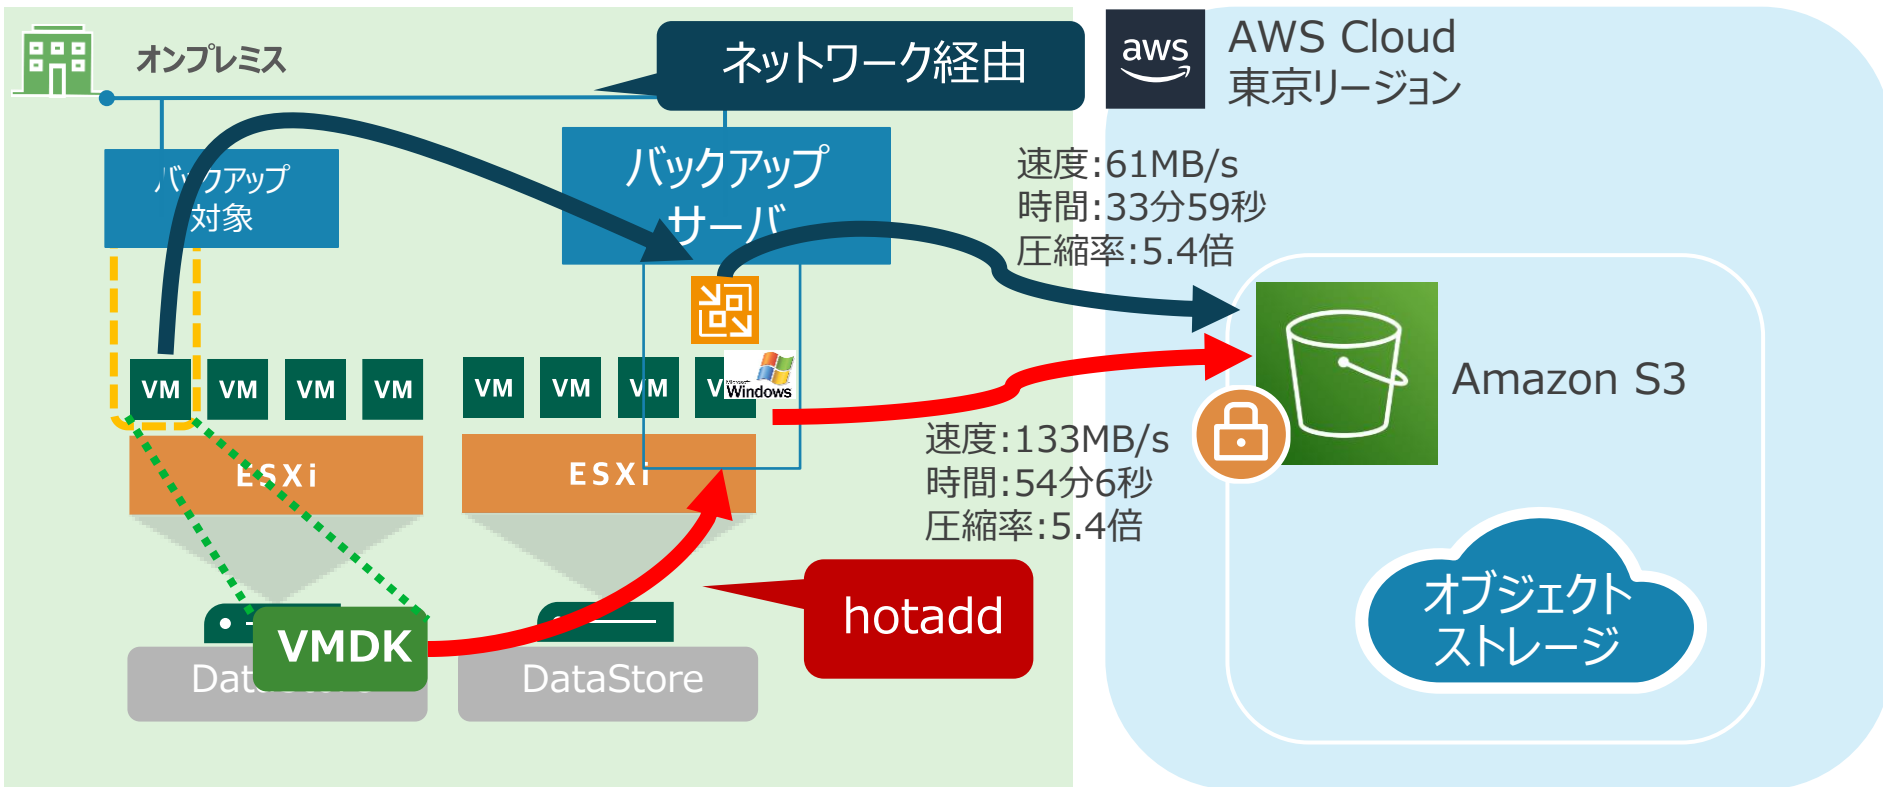 オンプレミス
ネットワーク経由
aws
AWS Cloud
東京リージョン
バックアップ
対象
バックアップ
サーバ
速度:61MB/s
時間:33分59秒
圧縮率:5.4倍
VM
VM
VM
VM
VM
VM
VM
Windows
Amazon S3
ESXi
ESXi
速度:133MB/s
時間:54分6秒
圧縮率:5.4倍
hotadd
VMDK
DataStore
オブジェクト
ストレージ